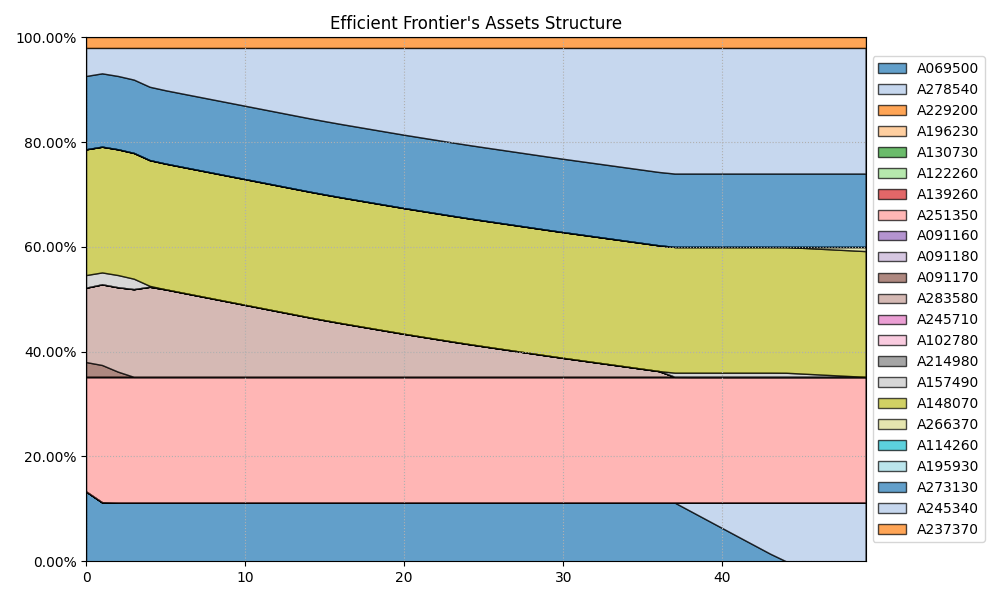 Efficient Frontier's Assets Structure
100.00%
80.00%
60.00%
40.00%
20.00%
0.00%
0
10
20
30
40
A069500
A278540
A229200
A196230
A130730
A122260
A139260
A251350
A091160
A091180
A091170
A283580
A245710
A102780
A214980
A157490
A148070
A266370
A114260
A195930
A273130
A245340
A237370